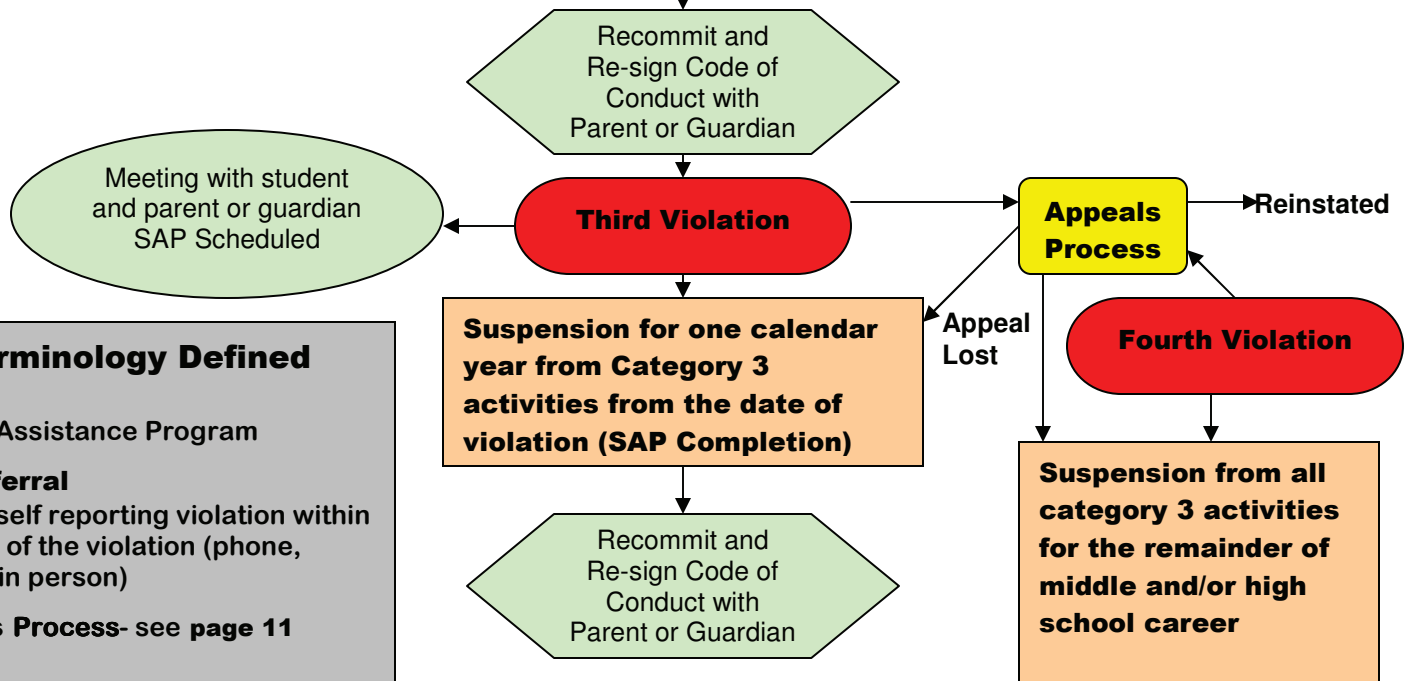 Recommit and
Re-sign Code of
Conduct with
Parent or Guardian
Meeting with student
and parent or guardian
SAP Scheduled
Third Violation
Appeals
Process
Reinstated
Appeal
Lost
Fourth Violation
Suspension for one calendar
year from Category 3
activities from the date of
violation (SAP Completion)
Suspension from all
category 3 activities
for the remainder of
middle and/or high
school career
Recommit and
Re-sign Code of
Conduct with
Parent or Guardian
rminology Defined
Assistance Program
ferral
self reporting violation within
of the violation (phone,
in person)
s Process- see page 11